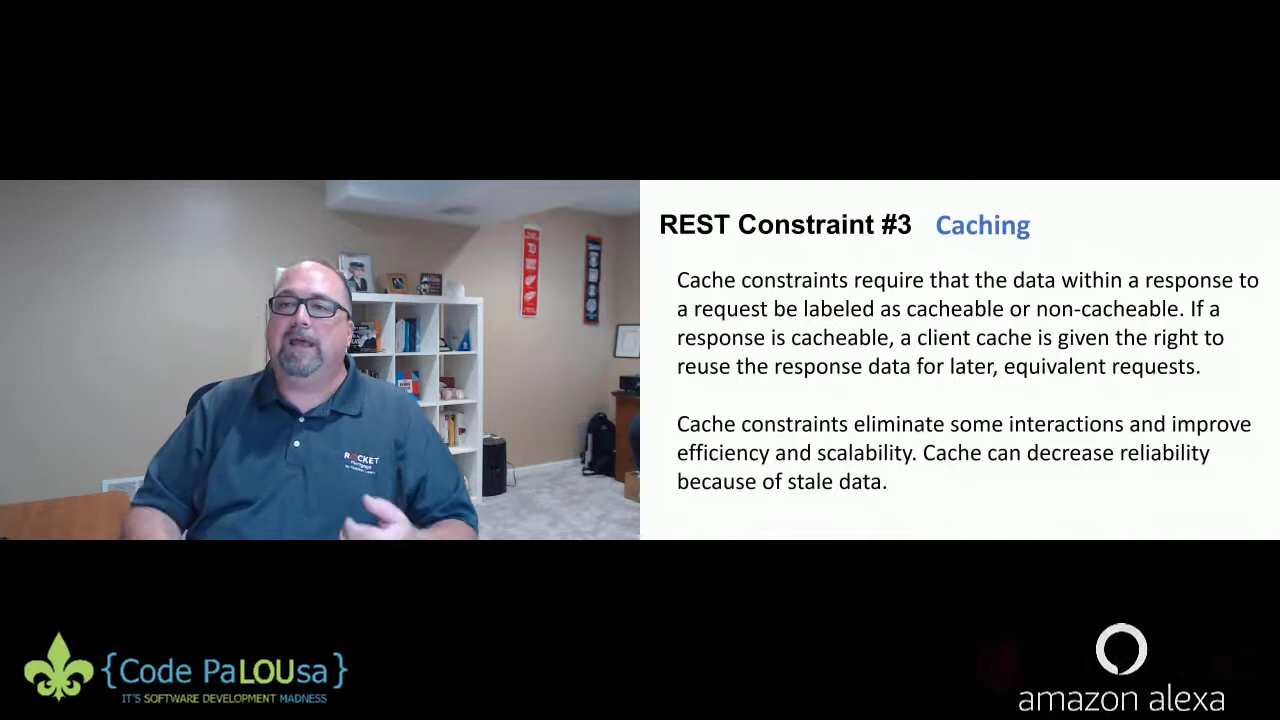 REST Constraint #3 Caching
Cache constraints require that the data within a response to
a request be labeled as cacheable or non-cacheable. If a
response is cacheable, a client cache is given the right to
reuse the response data for later, equivalent requests.
Cache constraints eliminate some interactions and improve
efficiency and scalability. Cache can decrease reliability
because of stale data.
ROCKET
Mortgage
{Code PaLOUsa}
IT'S SOFTWARE DEVELOPMENT MADNESS
amazon alexa